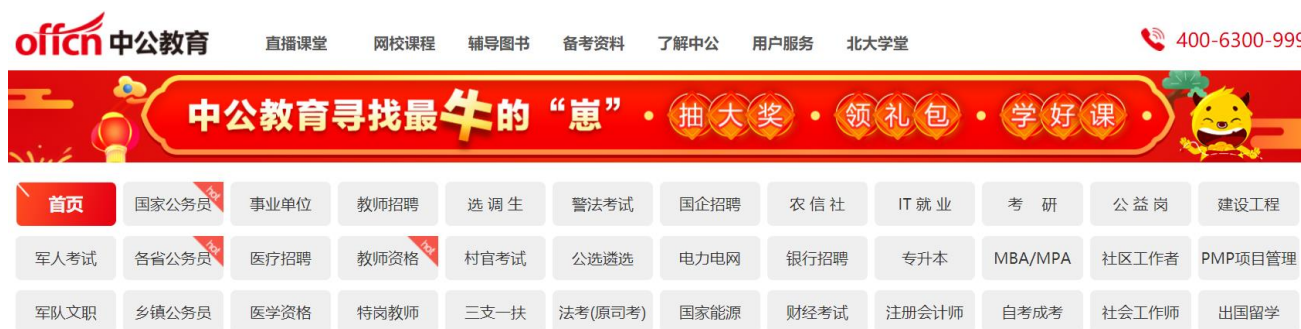 offcn 中公教育 直播课堂 网校课程 辅导图书 备考资料 了解中公 用户服务 北大学堂 400-6300-999
中公教育寻找最牛的“崽”·抽大奖·领礼包·学好课·
首页 国家公务员 hot 事业单位 教师招聘 选调生 警法考试 国企招聘 农信社 IT就业 考研 公益岗 建设工程
军人考试 各省公务员 hot 医疗招聘 教师资格 hot 村官考试 公选遴选 电力电网 银行招聘 专升本 MBA/MPA 社区工作者 PMP项目管理
军队文职 乡镇公务员 医学资格 特岗教师 三支一扶 法考(原司考) 国家能源 财经考试 注册会计师 自考成考 社会工作师 出国留学